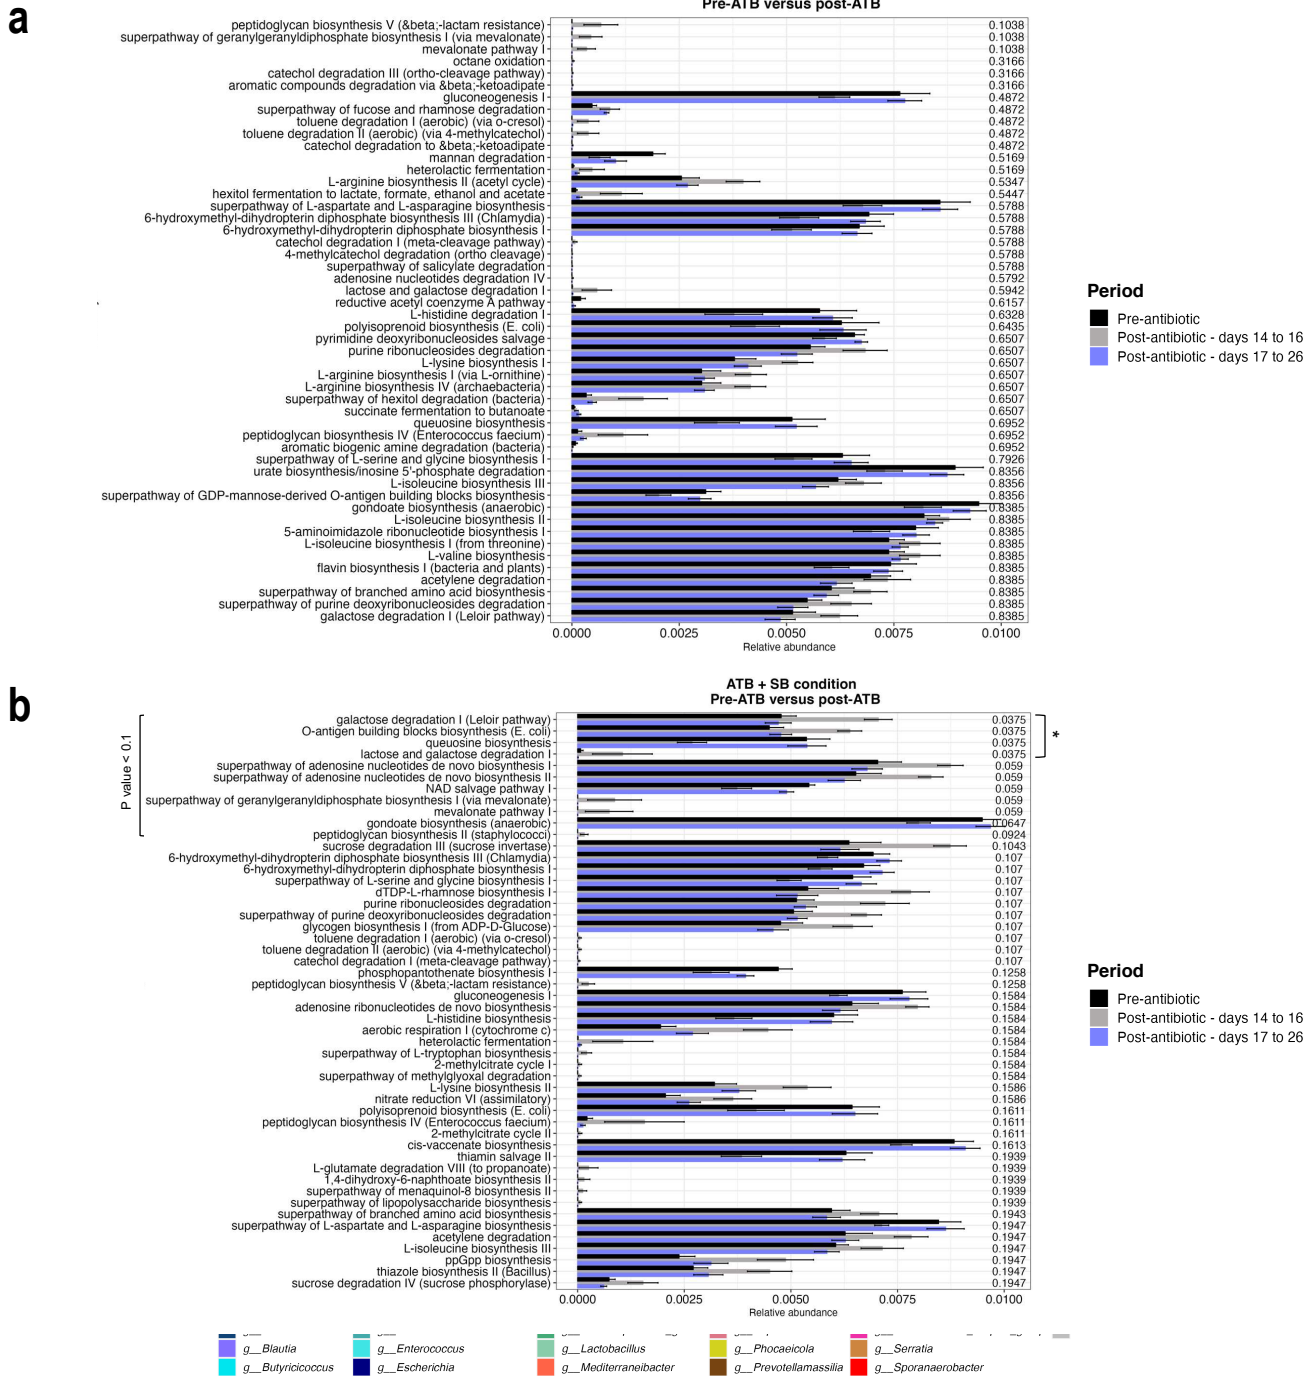 a
Pre-ATB versus post-ATB
peptidoglycan biosynthesis V (&beta;-lactam resistance) 0.1038
superpathway of geranylgeranyldiphosphate biosynthesis I (via mevalonate) 0.1038
mevalonate pathway I 0.1038
octane oxidation 0.3166
catechol degradation III (ortho-cleavage pathway) 0.3166
aromatic compounds degradation via &beta;-ketoadipate 0.3166
gluconeogenesis I 0.4872
superpathway of fucose and rhamnose degradation 0.4872
toluene degradation I (aerobic) (via o-cresol) 0.4872
toluene degradation II (aerobic) (via 4-methylcatechol) 0.4872
catechol degradation to &beta;-ketoadipate 0.4872
mannan degradation 0.5169
heterolactic fermentation 0.5169
L-arginine biosynthesis II (acetyl cycle) 0.5347
hexitol fermentation to lactate, formate, ethanol and acetate 0.5447
superpathway of L-aspartate and L-asparagine biosynthesis 0.5788
6-hydroxymethyl-dihydropterin diphosphate biosynthesis III (Chlamydia) 0.5788
6-hydroxymethyl-dihydropterin diphosphate biosynthesis I 0.5788
catechol degradation I (meta-cleavage pathway) 0.5788
4-methylcatechol degradation (ortho cleavage) 0.5788
superpathway of salicylate degradation 0.5788
adenosine nucleotides degradation IV 0.5792
lactose and galactose degradation I 0.5942
reductive acetyl coenzyme A pathway 0.6157
L-histidine degradation I 0.6328
polyisoprenoid biosynthesis (E. coli) 0.6435
pyrimidine deoxyribonucleosides salvage 0.6507
purine ribonucleosides degradation 0.6507
L-lysine biosynthesis I 0.6507
L-arginine biosynthesis I (via L-ornithine) 0.6507
L-arginine biosynthesis IV (archaebacteria) 0.6507
superpathway of hexitol degradation (bacteria) 0.6507
succinate fermentation to butanoate 0.6507
queuosine biosynthesis 0.6952
peptidoglycan biosynthesis IV (Enterococcus faecium) 0.6952
aromatic biogenic amine degradation (bacteria) 0.6952
superpathway of L-serine and glycine biosynthesis I 0.7926
urate biosynthesis/inosine 5'-phosphate degradation 0.8356
L-isoleucine biosynthesis III 0.8356
superpathway of GDP-mannose-derived O-antigen building blocks biosynthesis 0.8356
gondoate biosynthesis (anaerobic) 0.8385
L-isoleucine biosynthesis II 0.8385
5-aminoimidazole ribonucleotide biosynthesis I 0.8385
L-isoleucine biosynthesis I (from threonine) 0.8385
L-valine biosynthesis 0.8385
flavin biosynthesis I (bacteria and plants) 0.8385
acetylene degradation 0.8385
superpathway of branched amino acid biosynthesis 0.8385
superpathway of purine deoxyribonucleosides degradation 0.8385
galactose degradation I (Leloir pathway) 0.8385
0.0000 0.0025 0.0050 0.0075 0.0100
Relative abundance
Period
Pre-antibiotic
Post-antibiotic - days 14 to 16
Post-antibiotic - days 17 to 26
b
ATB + SB condition
Pre-ATB versus post-ATB
P value < 0.1
galactose degradation I (Leloir pathway) 0.0375
O-antigen building blocks biosynthesis (E. coli) 0.0375
queuosine biosynthesis 0.0375
lactose and galactose degradation I 0.0375
*
superpathway of adenosine nucleotides de novo biosynthesis I 0.059
superpathway of adenosine nucleotides de novo biosynthesis II 0.059
NAD salvage pathway I 0.059
superpathway of geranylgeranyldiphosphate biosynthesis I (via mevalonate) 0.059
mevalonate pathway I 0.059
gondoate biosynthesis (anaerobic) 0.0647
peptidoglycan biosynthesis II (staphylococci) 0.0924
sucrose degradation III (sucrose invertase) 0.1043
6-hydroxymethyl-dihydropterin diphosphate biosynthesis III (Chlamydia) 0.107
6-hydroxymethyl-dihydropterin diphosphate biosynthesis I 0.107
superpathway of L-serine and glycine biosynthesis I 0.107
dTDP-L-rhamnose biosynthesis I 0.107
purine ribonucleosides degradation 0.107
superpathway of purine deoxyribonucleosides degradation 0.107
glycogen biosynthesis I (from ADP-D-Glucose) 0.107
toluene degradation I (aerobic) (via o-cresol) 0.107
toluene degradation II (aerobic) (via 4-methylcatechol) 0.107
catechol degradation I (meta-cleavage pathway) 0.107
phosphopantothenate biosynthesis I 0.1258
peptidoglycan biosynthesis V (&beta;-lactam resistance) 0.1258
gluconeogenesis I 0.1584
adenosine ribonucleotides de novo biosynthesis 0.1584
L-histidine biosynthesis 0.1584
aerobic respiration I (cytochrome c) 0.1584
heterolactic fermentation 0.1584
superpathway of L-tryptophan biosynthesis 0.1584
2-methylcitrate cycle I 0.1584
superpathway of methylglyoxal degradation 0.1584
L-lysine biosynthesis II 0.1586
nitrate reduction VI (assimilatory) 0.1586
polyisoprenoid biosynthesis (E. coli) 0.1611
peptidoglycan biosynthesis IV (Enterococcus faecium) 0.1611
2-methylcitrate cycle II 0.1611
cis-vaccenate biosynthesis 0.1613
thiamin salvage II 0.1939
L-glutamate degradation VIII (to propanoate) 0.1939
1,4-dihydroxy-6-naphthoate biosynthesis II 0.1939
superpathway of menaquinol-8 biosynthesis II 0.1939
superpathway of lipopolysaccharide biosynthesis 0.1939
superpathway of branched amino acid biosynthesis 0.1943
superpathway of L-aspartate and L-asparagine biosynthesis 0.1947
acetylene degradation 0.1947
L-isoleucine biosynthesis III 0.1947
ppGpp biosynthesis 0.1947
thiazole biosynthesis II (Bacillus) 0.1947
sucrose degradation IV (sucrose phosphorylase) 0.1947
0.0000 0.0025 0.0050 0.0075 0.0100
Relative abundance
Period
Pre-antibiotic
Post-antibiotic - days 14 to 16
Post-antibiotic - days 17 to 26
g__Blautia g__Enterococcus g__Lactobacillus g__Phocaeicola g__Serratia
g__Butyricicoccus g__Escherichia g__Mediterraneibacter g__Prevotellamassilia g__Sporanaerobacter